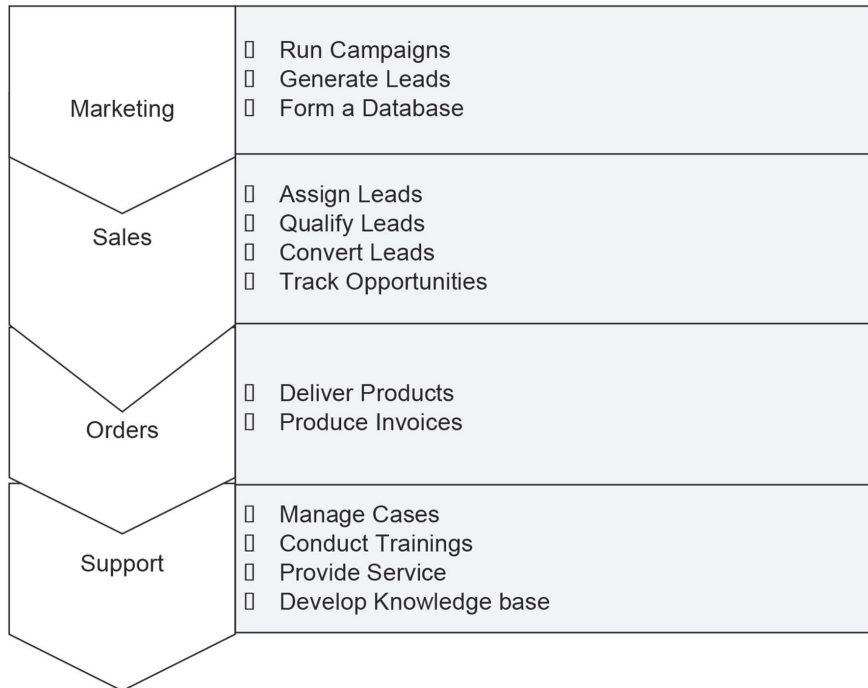 Marketing
▯ Run Campaigns
▯ Generate Leads
▯ Form a Database
Sales
▯ Assign Leads
▯ Qualify Leads
▯ Convert Leads
▯ Track Opportunities
Orders
▯ Deliver Products
▯ Produce Invoices
Support
▯ Manage Cases
▯ Conduct Trainings
▯ Provide Service
▯ Develop Knowledge base